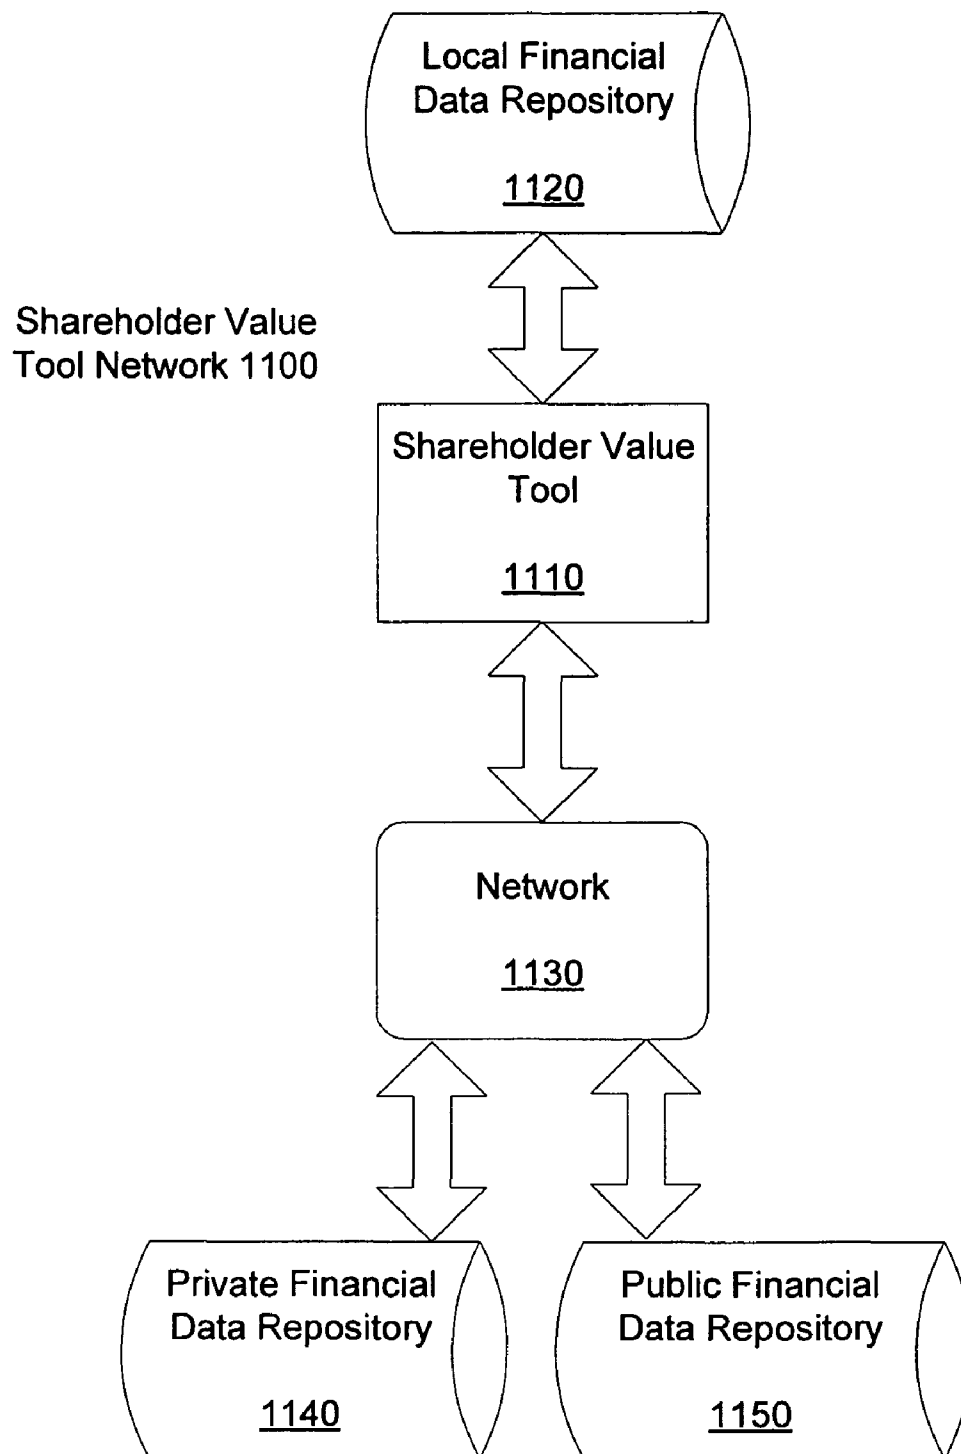 Local Financial
Data Repository
1120
Shareholder Value
Tool Network 1100
Shareholder Value
Tool
1110
Network
1130
Private Financial
Data Repository
1140
Public Financial
Data Repository
1150